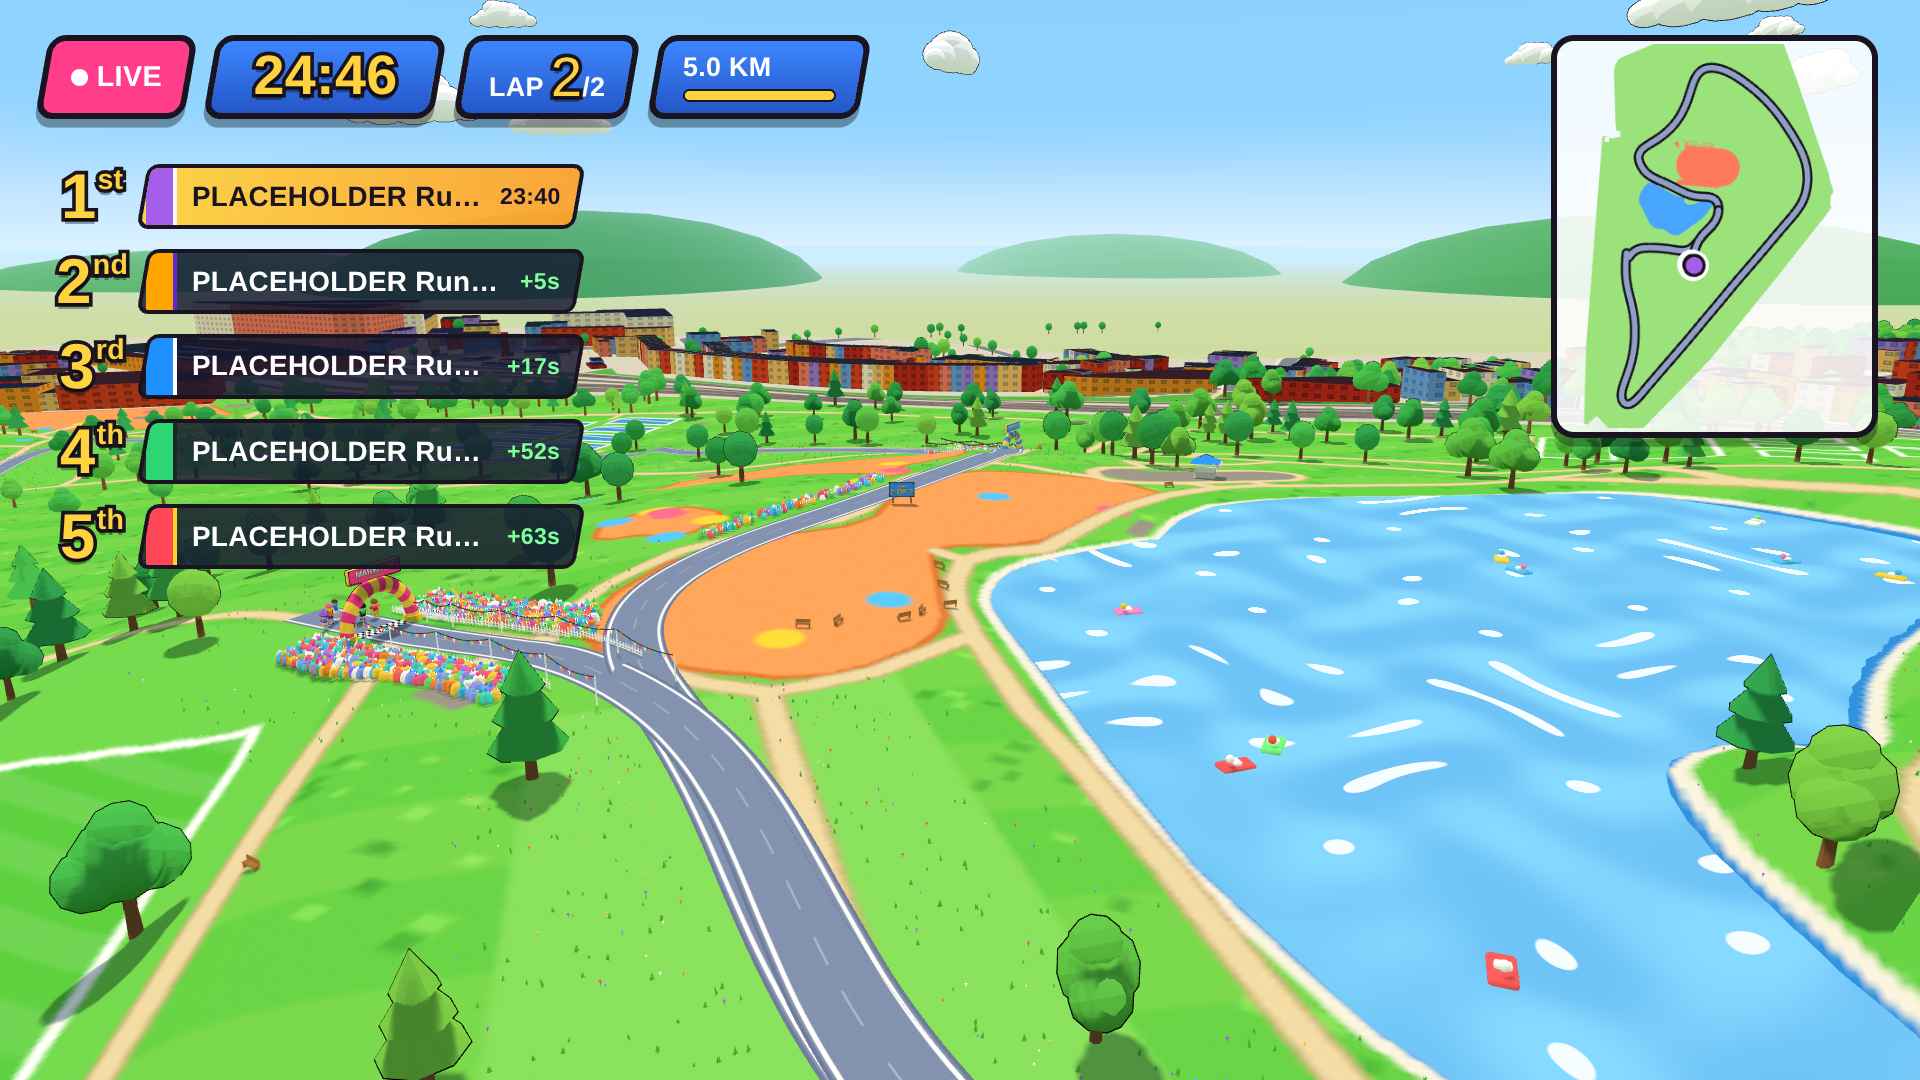 LIVE
24:46
LAP 2/2
5.0 KM
1st PLACEHOLDER Ru... 23:40
2nd PLACEHOLDER Run... +5s
3rd PLACEHOLDER Ru... +17s
4th PLACEHOLDER Ru... +52s
5th PLACEHOLDER Ru... +63s